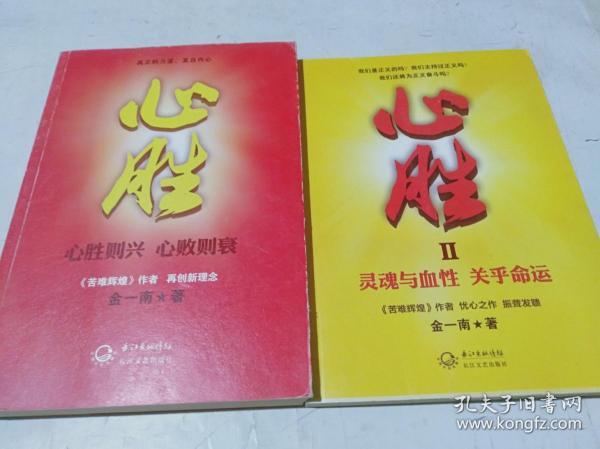 真正的力量，来自内心
心胜
心胜则兴 心败则衰
《苦难辉煌》作者 再创新理念
金一南★著
长江文艺出版社
我们是正义的吗？我们主持过正义吗？
我们还将为正义奋斗吗？
心胜
II
灵魂与血性 关乎命运
《苦难辉煌》作者 忧心之作 振聋发聩
金一南★著
长江文艺出版社
孔夫子旧书网
www.kongfz.com